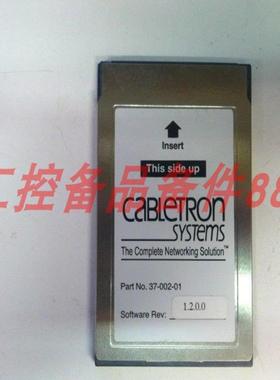 Insert
This side up
CABLETRON
SYSTEMS
The Complete Networking Solution™
工控备品备件88
Part No. 37-002-01
Software Rev: 1.2.0.0